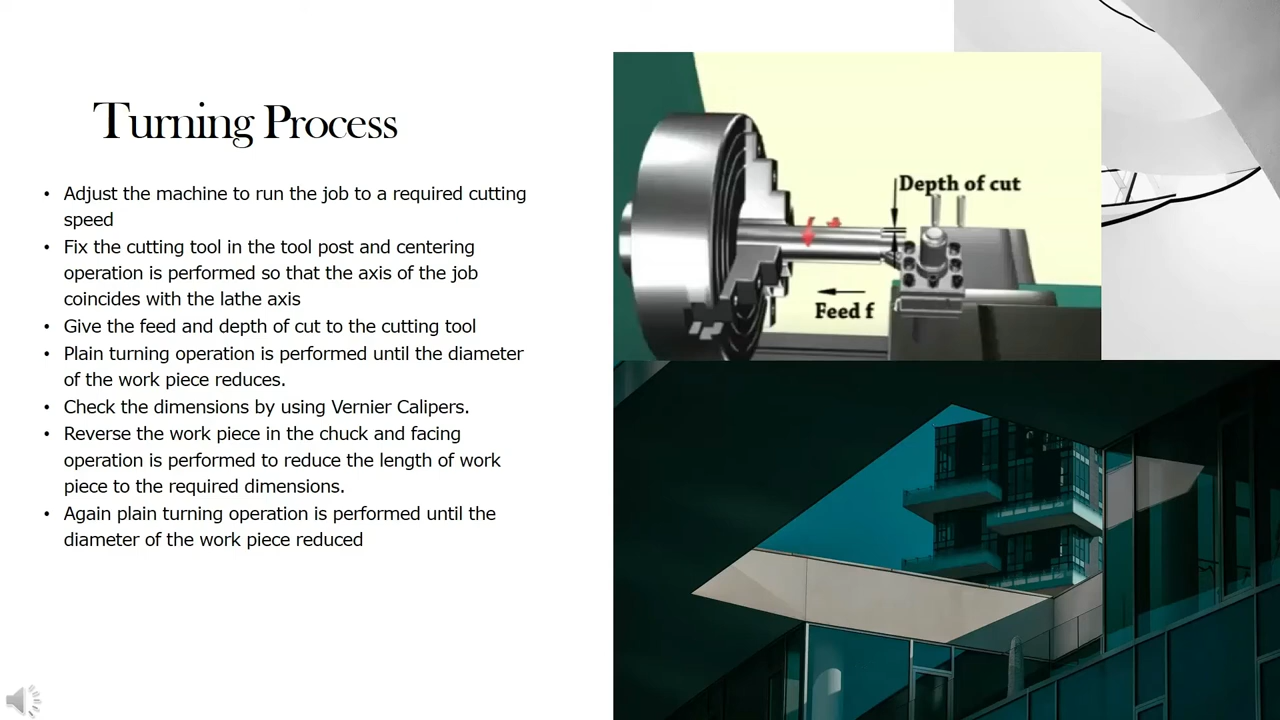 Turning Process
• Adjust the machine to run the job to a required cutting
speed
• Fix the cutting tool in the tool post and centering
operation is performed so that the axis of the job
coincides with the lathe axis
• Give the feed and depth of cut to the cutting tool
• Plain turning operation is performed until the diameter
of the work piece reduces.
• Check the dimensions by using Vernier Calipers.
• Reverse the work piece in the chuck and facing
operation is performed to reduce the length of work
piece to the required dimensions.
• Again plain turning operation is performed until the
diameter of the work piece reduced
Depth of cut
Feed f